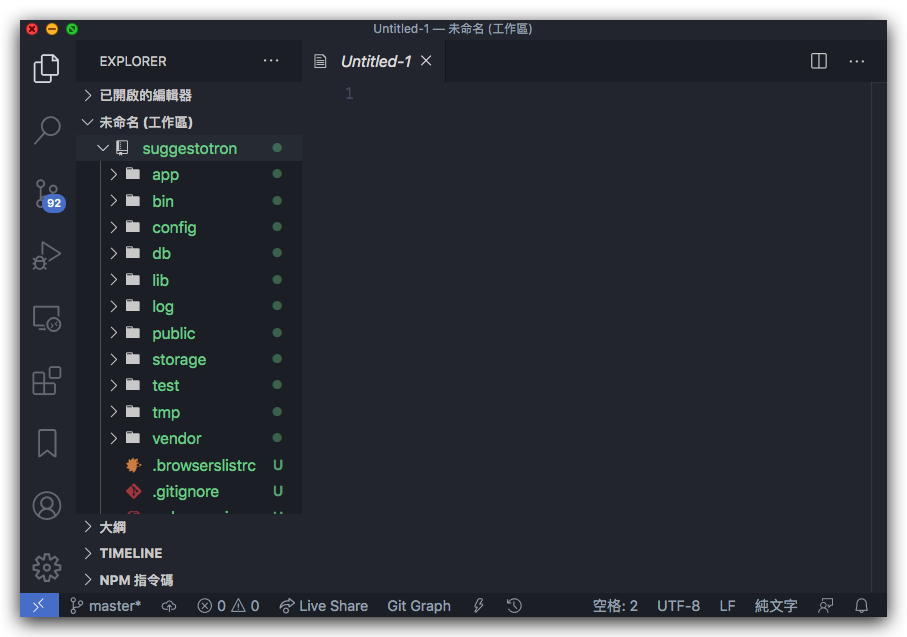 Untitled-1 — 未命名 (工作區)
EXPLORER
Untitled-1
1
已開啟的編輯器
未命名 (工作區)
suggestotron
app
bin
92
config
db
lib
log
public
storage
test
tmp
vendor
.browserslistrc U
.gitignore U
大綱
TIMELINE
NPM 指令碼
master* 0 0 Live Share Git Graph 空格: 2 UTF-8 LF 純文字